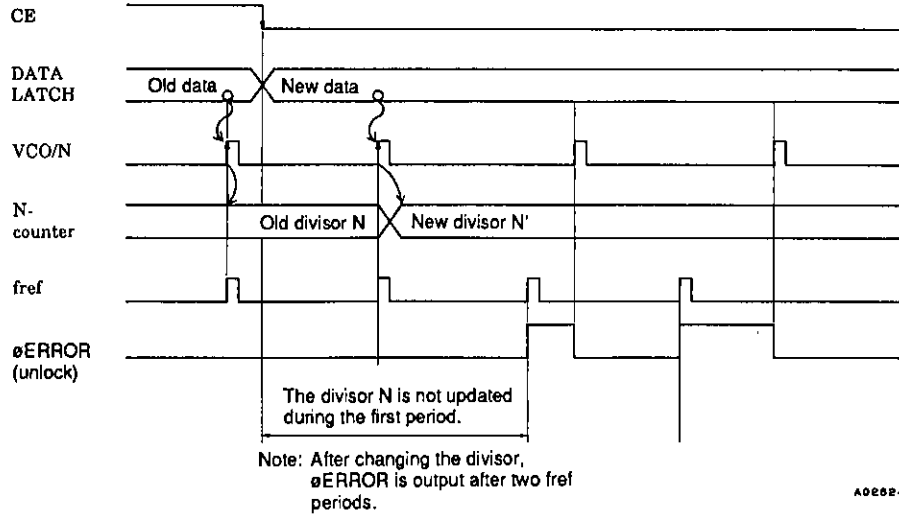 CE
DATA
LATCH
Old data
New data
VCO/N
N-
counter
Old divisor N
New divisor N'
fref
øERROR
(unlock)
The divisor N is not updated
during the first period.
Note: After changing the divisor,
øERROR is output after two fref
periods.